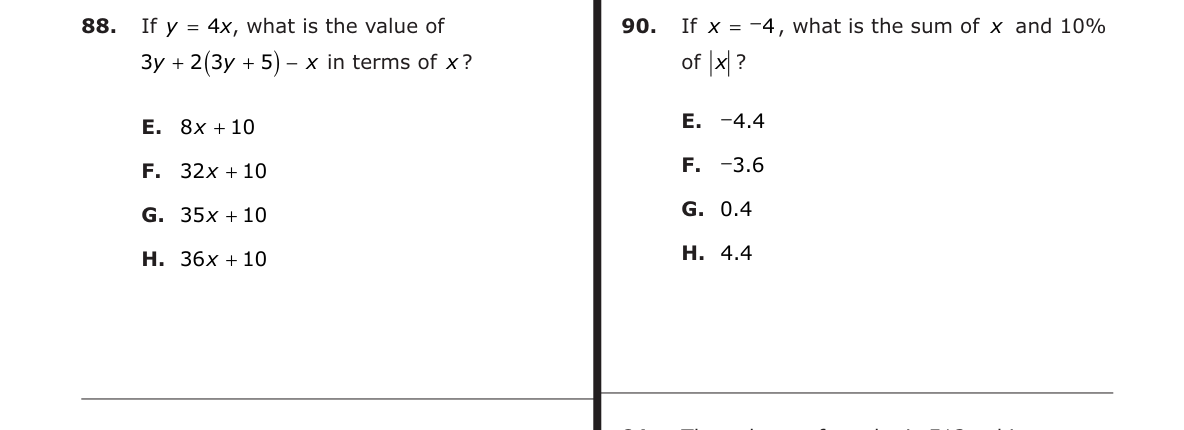 88. If y = 4x, what is the value of
3y + 2(3y + 5) – x in terms of x?
E. 8x + 10
F. 32x + 10
G. 35x + 10
H. 36x + 10
90. If x = ⁻4, what is the sum of x and 10%
of |x|?
E. ⁻4.4
F. ⁻3.6
G. 0.4
H. 4.4